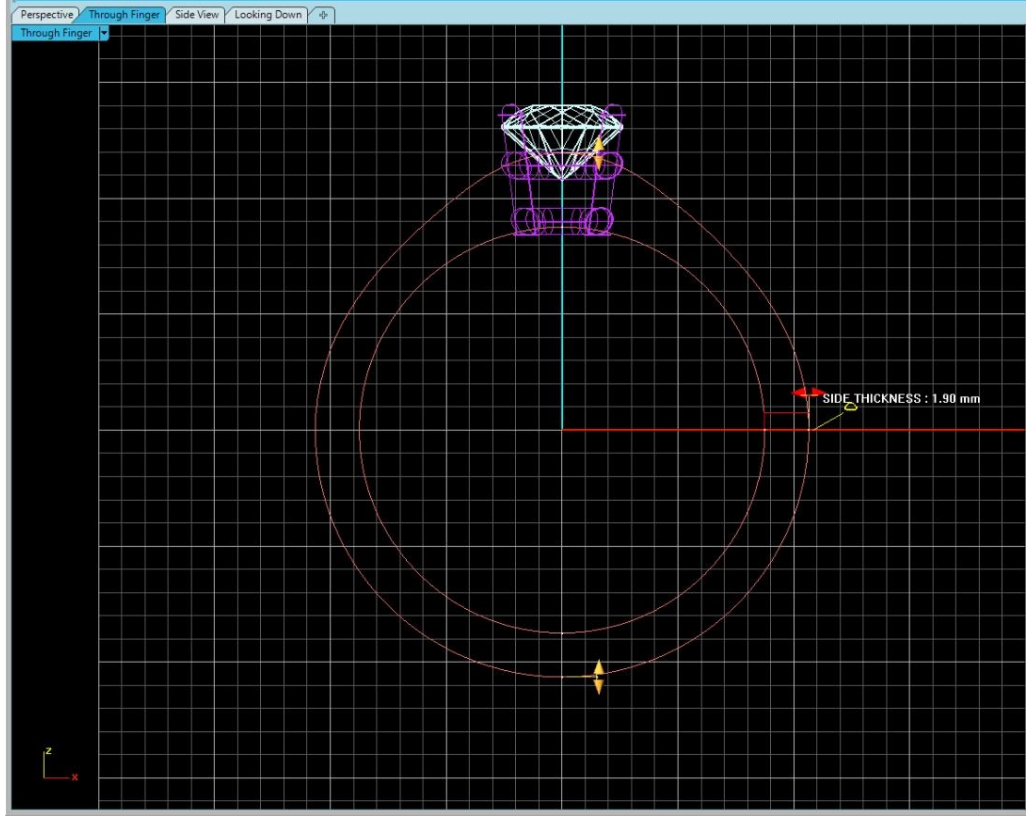 Perspective Through Finger Side View Looking Down
Through Finger
SIDE THICKNESS : 1.90 mm
z
x